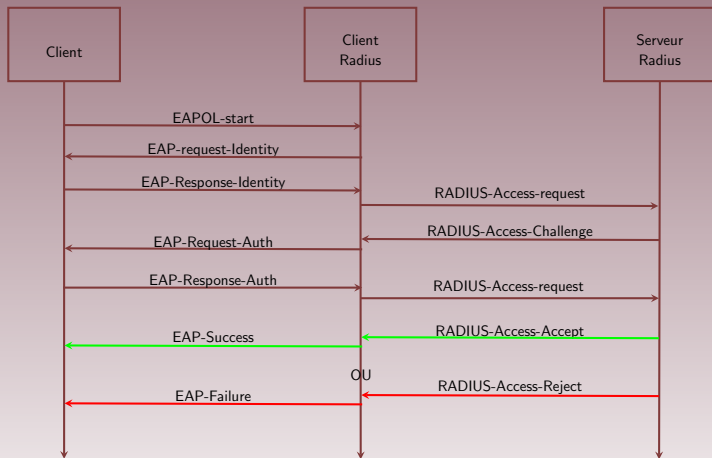 Client
Client
Radius
Serveur
Radius
EAPOL-start
EAP-request-Identity
EAP-Response-Identity
RADIUS-Access-request
RADIUS-Access-Challenge
EAP-Request-Auth
EAP-Response-Auth
RADIUS-Access-request
RADIUS-Access-Accept
EAP-Success
OU
RADIUS-Access-Reject
EAP-Failure